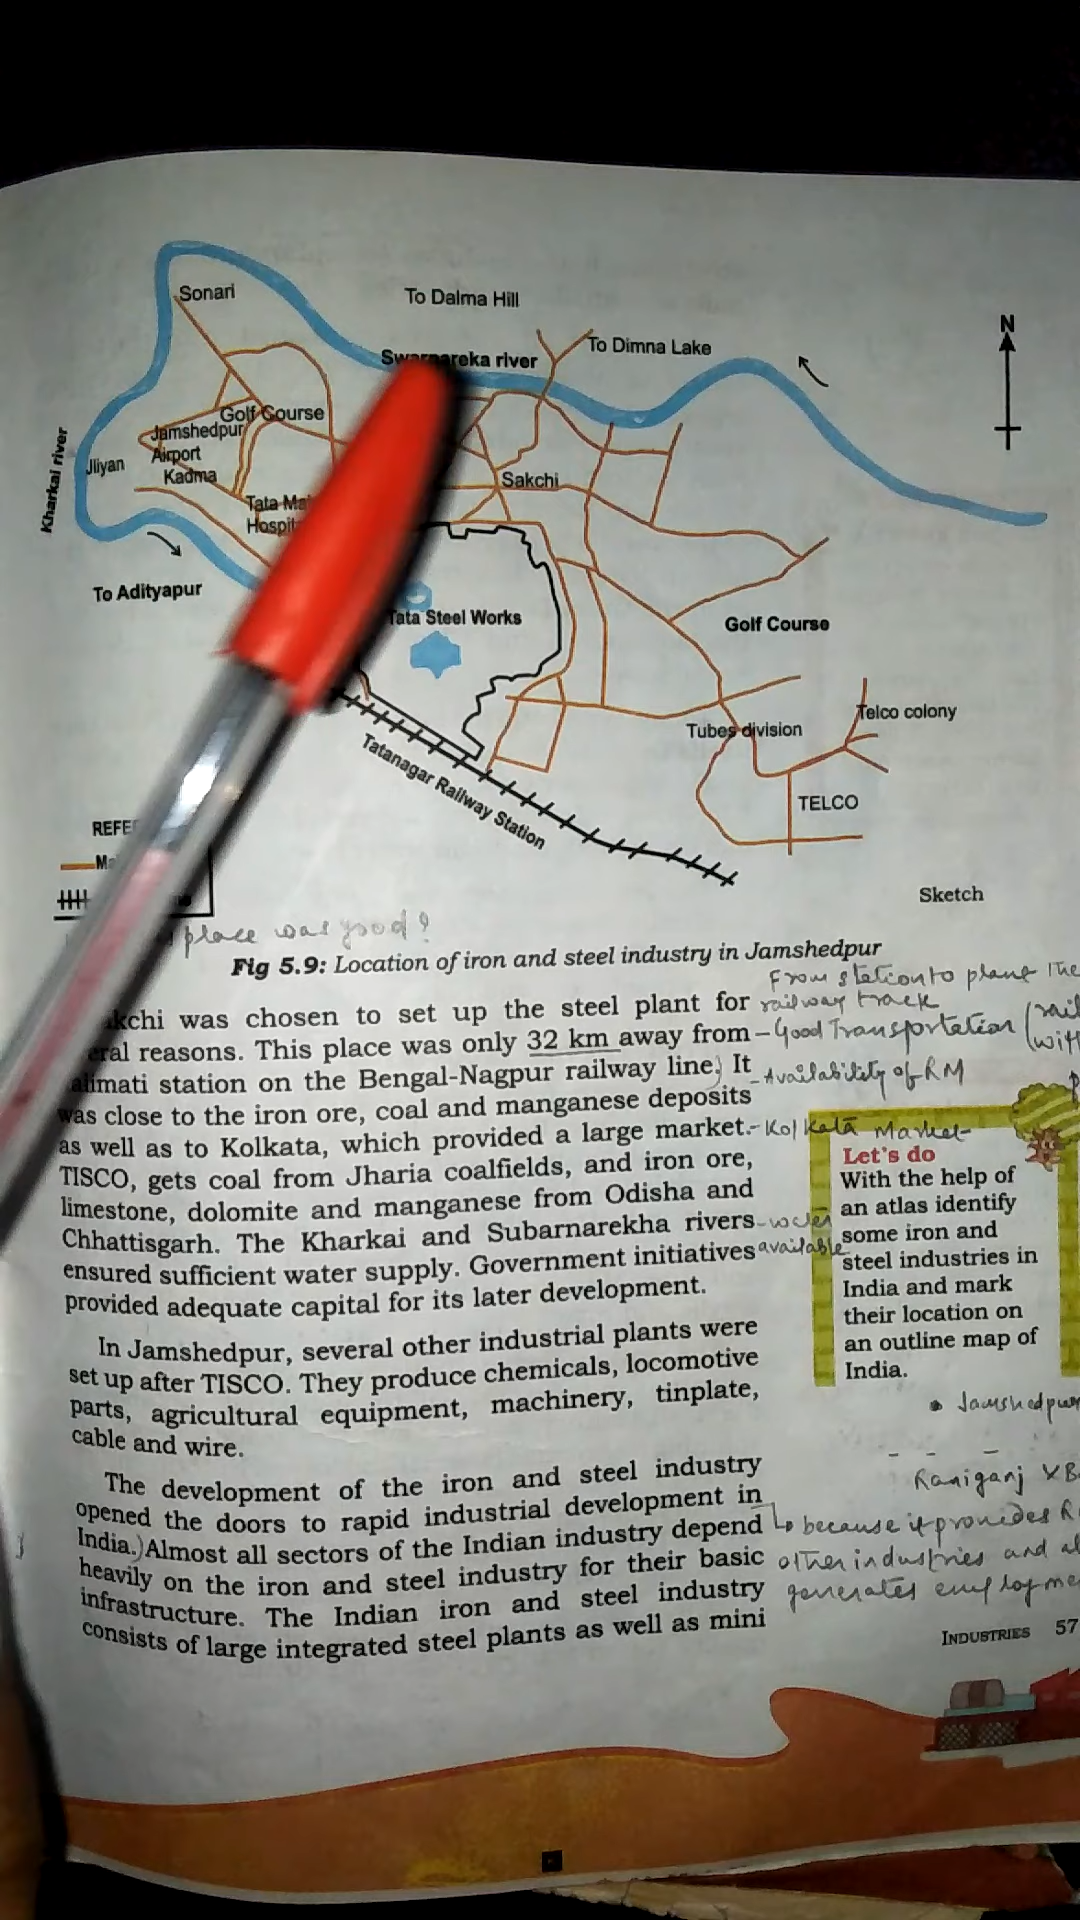 Sonari
To Dalma Hill
To Dimna Lake
N
reka river
Golf Course
Jamshedpur
Airport
Kadma
Jliyan
Kharkai river
Sakchi
Tata Ma
Hospit
To Adityapur
Tata Steel Works
Golf Course
Telco colony
Tubes division
TELCO
Tatanagar Railway Station
REFE
Ma
Sketch
place was good?
Fig 5.9: Location of iron and steel industry in Jamshedpur
From station to plant The
railway track
kchi was chosen to set up the steel plant for
eral reasons. This place was only 32 km away from
- Good Transportation (rail
(wit
alimati station on the Bengal-Nagpur railway line.) It
- Availability of RM
was close to the iron ore, coal and manganese deposits
as well as to Kolkata, which provided a large market.
- Kolkata Market
TISCO, gets coal from Jharia coalfields, and iron ore,
limestone, dolomite and manganese from Odisha and
Chhattisgarh. The Kharkai and Subarnarekha rivers
- water
available
ensured sufficient water supply. Government initiatives
provided adequate capital for its later development.
Let's do
With the help of
an atlas identify
some iron and
steel industries in
India and mark
their location on
an outline map of
India.
In Jamshedpur, several other industrial plants were
set up after TISCO. They produce chemicals, locomotive
parts, agricultural equipment, machinery, tinplate,
cable and wire.
• Jamshedpur
Raniganj
The development of the iron and steel industry
opened the doors to rapid industrial development in
India.) Almost all sectors of the Indian industry depend
heavily on the iron and steel industry for their basic
infrastructure. The Indian iron and steel industry
consists of large integrated steel plants as well as mini
because it provides R
other industries and al
generates employme
INDUSTRIES 57